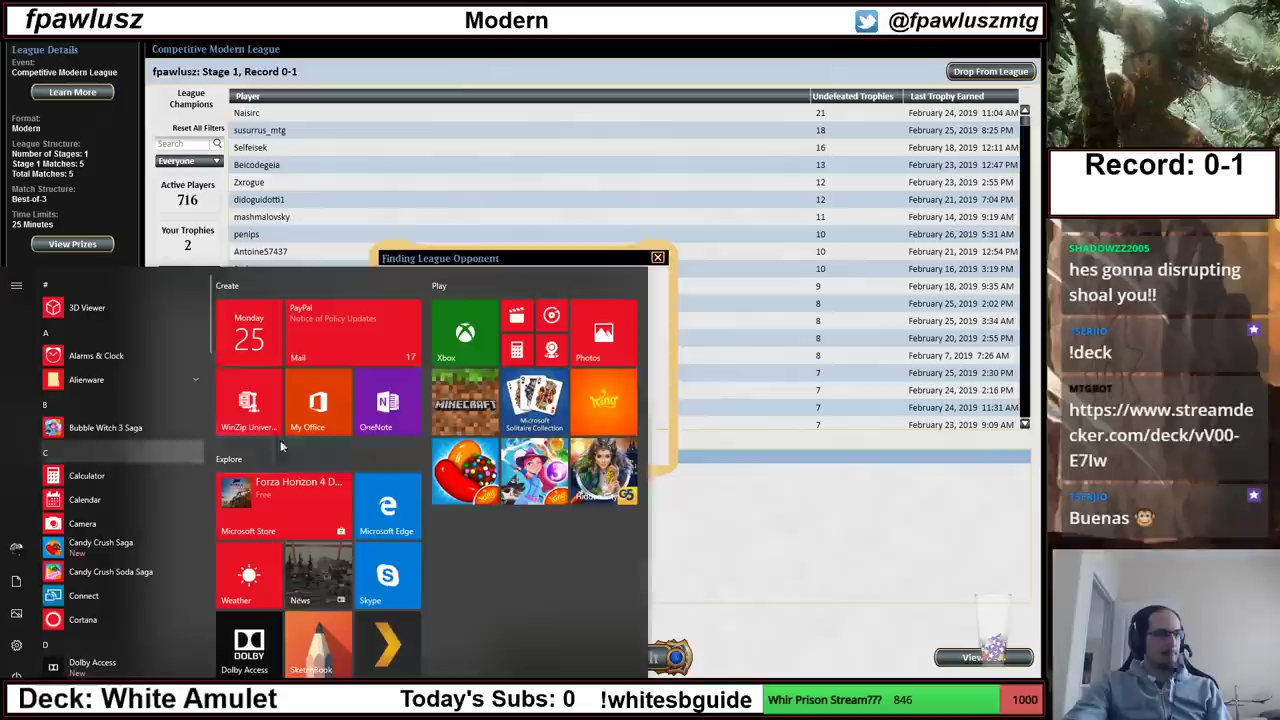 fpawlusz
Modern
@fpawluszmtg
League Details
Event:
Competitive Modern League
Learn More
Format:
Modern
League Structure:
Number of Stages: 1
Stage 1 Matches: 5
Total Matches: 5
Match Structure:
Best-of-3
Time Limits:
25 Minutes
View Prizes
Competitive Modern League
fpawlusz: Stage 1, Record 0-1
Drop From League
League
Champions
Reset All Filters
Search
Everyone
Active Players
716
Your Trophies
2
Player Undefeated Trophies Last Trophy Earned
Naisirc 21 February 24, 2019 11:04 AM
susurrus_mtg 18 February 25, 2019 8:25 PM
Selfeisek 16 February 18, 2019 12:11 AM
Beicodegeia 13 February 23, 2019 12:47 PM
Zxrogue 12 February 23, 2019 2:55 PM
didoguidotti1 12 February 21, 2019 7:04 PM
mashmalovsky 11 February 24, 2019 9:19 AM
penips 10 February 26, 2019 5:31 AM
Antoine57437 10 February 21, 2019 12:54 PM
10 February 16, 2019 3:19 PM
9 February 18, 2019 9:35 AM
8 February 25, 2019 2:02 PM
8 February 25, 2019 3:34 AM
8 February 20, 2019 2:55 PM
8 February 7, 2019 7:26 AM
7 February 25, 2019 2:30 PM
7 February 24, 2019 2:16 PM
7 February 24, 2019 11:31 AM
7 February 23, 2019 9:09 AM
Finding League Opponent
#
3D Viewer
A
Alarms & Clock
Alienware
B
Bubble Witch 3 Saga
C
Calculator
Calendar
Camera
Candy Crush Saga
New
Candy Crush Soda Saga
Connect
Cortana
D
Dolby Access
New
Create
Monday
25
PayPal
Notice of Policy Updates
Mail 17
WinZip Univer...
My Office
OneNote
Explore
Forza Horizon 4 D...
Free
Microsoft Store
Microsoft Edge
Weather
News
Skype
DOLBY
Dolby Access
SketchBook
Play
Xbox
Photos
MINECRAFT
Microsoft
Solitaire Collection
King
King
3
Hidden City
G5
Record: 0-1
SHADOWZZ2005
hes gonna disrupting
shoal you!!
T3ERJIO
!deck
MTGBOT
https://www.streamde
cker.com/deck/vV00-
E7Iw
T3ERJIO
Buenas
Deck: White Amulet
Today's Subs: 0
!whitesbguide
Whir Prison Stream??? 846 1000